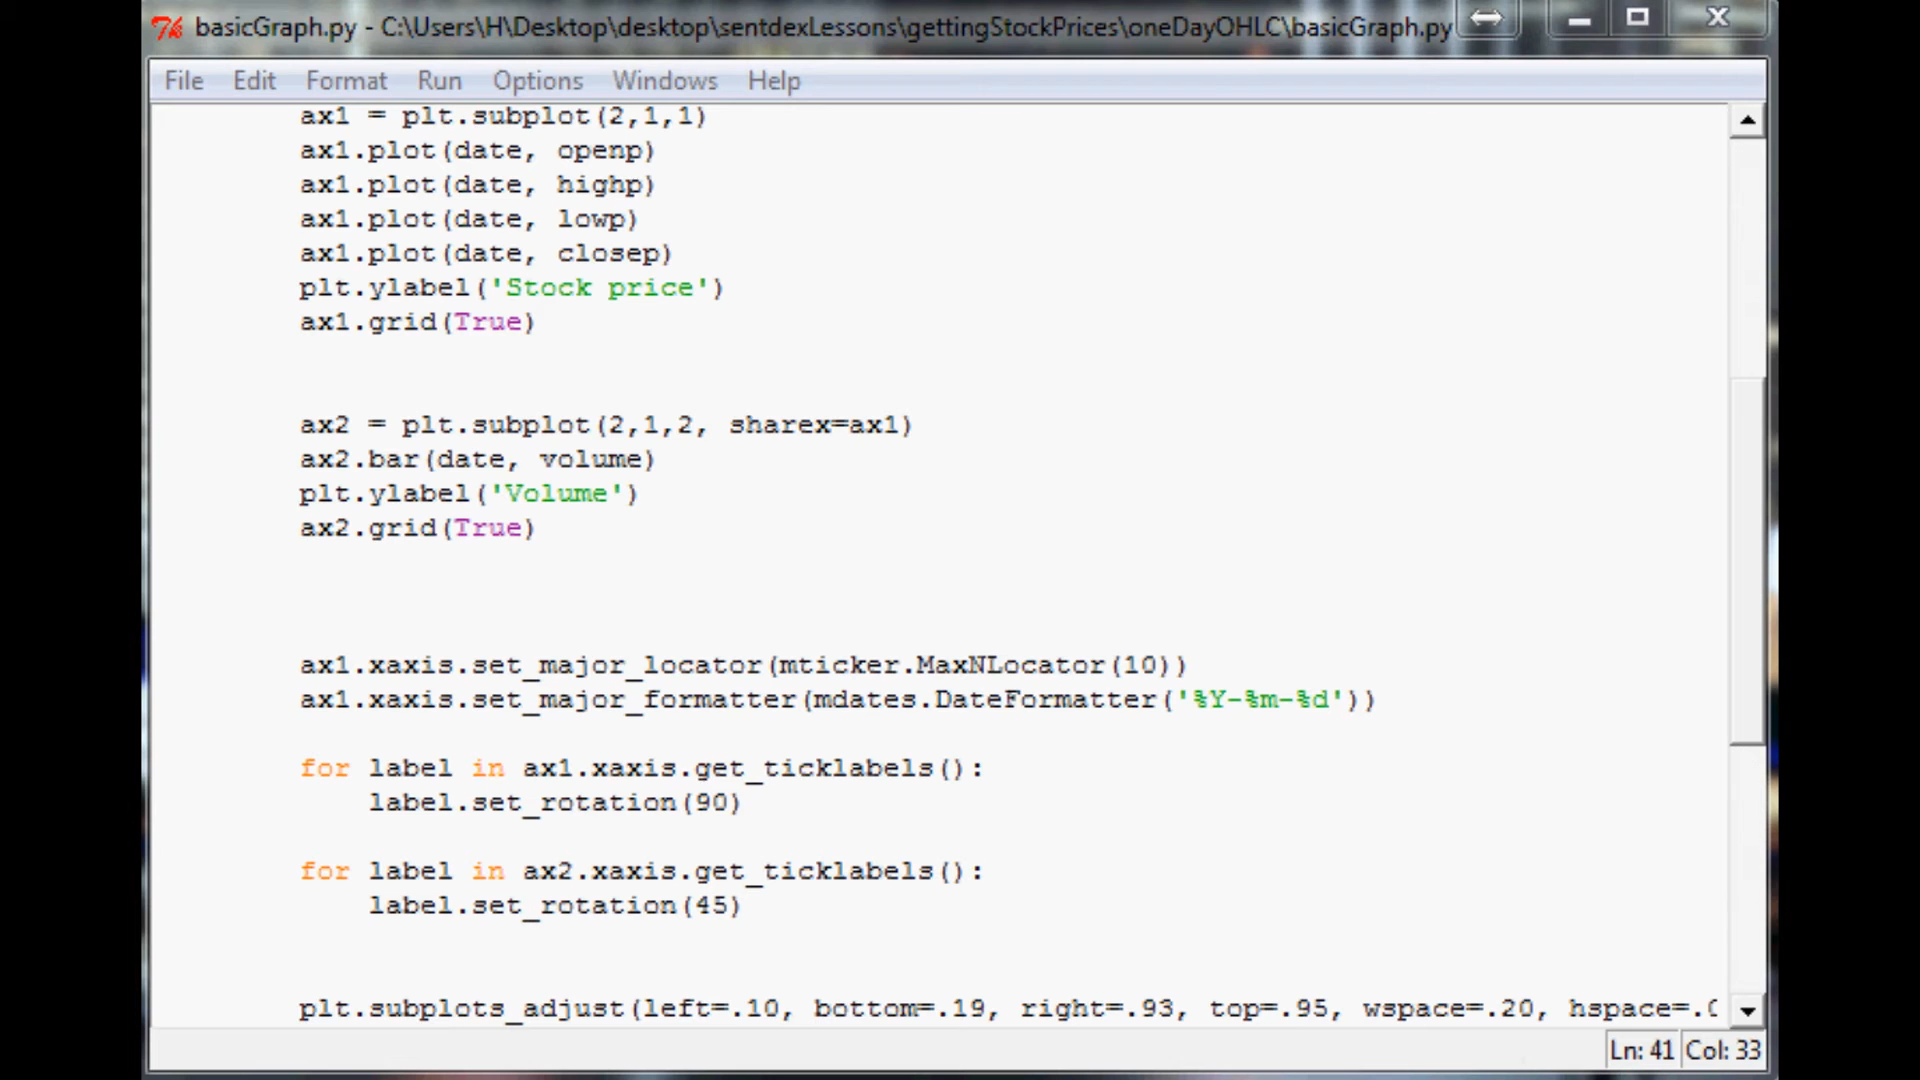 basicGraph.py - C:\Users\H\Desktop\desktop\sentdexLessons\gettingStockPrices\oneDayOHLC\basicGraph.py
File Edit Format Run Options Windows Help
ax1 = plt.subplot(2,1,1)
ax1.plot(date, openp)
ax1.plot(date, highp)
ax1.plot(date, lowp)
ax1.plot(date, closep)
plt.ylabel('Stock price')
ax1.grid(True)
ax2 = plt.subplot(2,1,2, sharex=ax1)
ax2.bar(date, volume)
plt.ylabel('Volume')
ax2.grid(True)
ax1.xaxis.set_major_locator(mticker.MaxNLocator(10))
ax1.xaxis.set_major_formatter(mdates.DateFormatter('%Y-%m-%d'))
for label in ax1.xaxis.get_ticklabels():
label.set_rotation(90)
for label in ax2.xaxis.get_ticklabels():
label.set_rotation(45)
plt.subplots_adjust(left=.10, bottom=.19, right=.93, top=.95, wspace=.20, hspace=.
Ln: 41 Col: 33